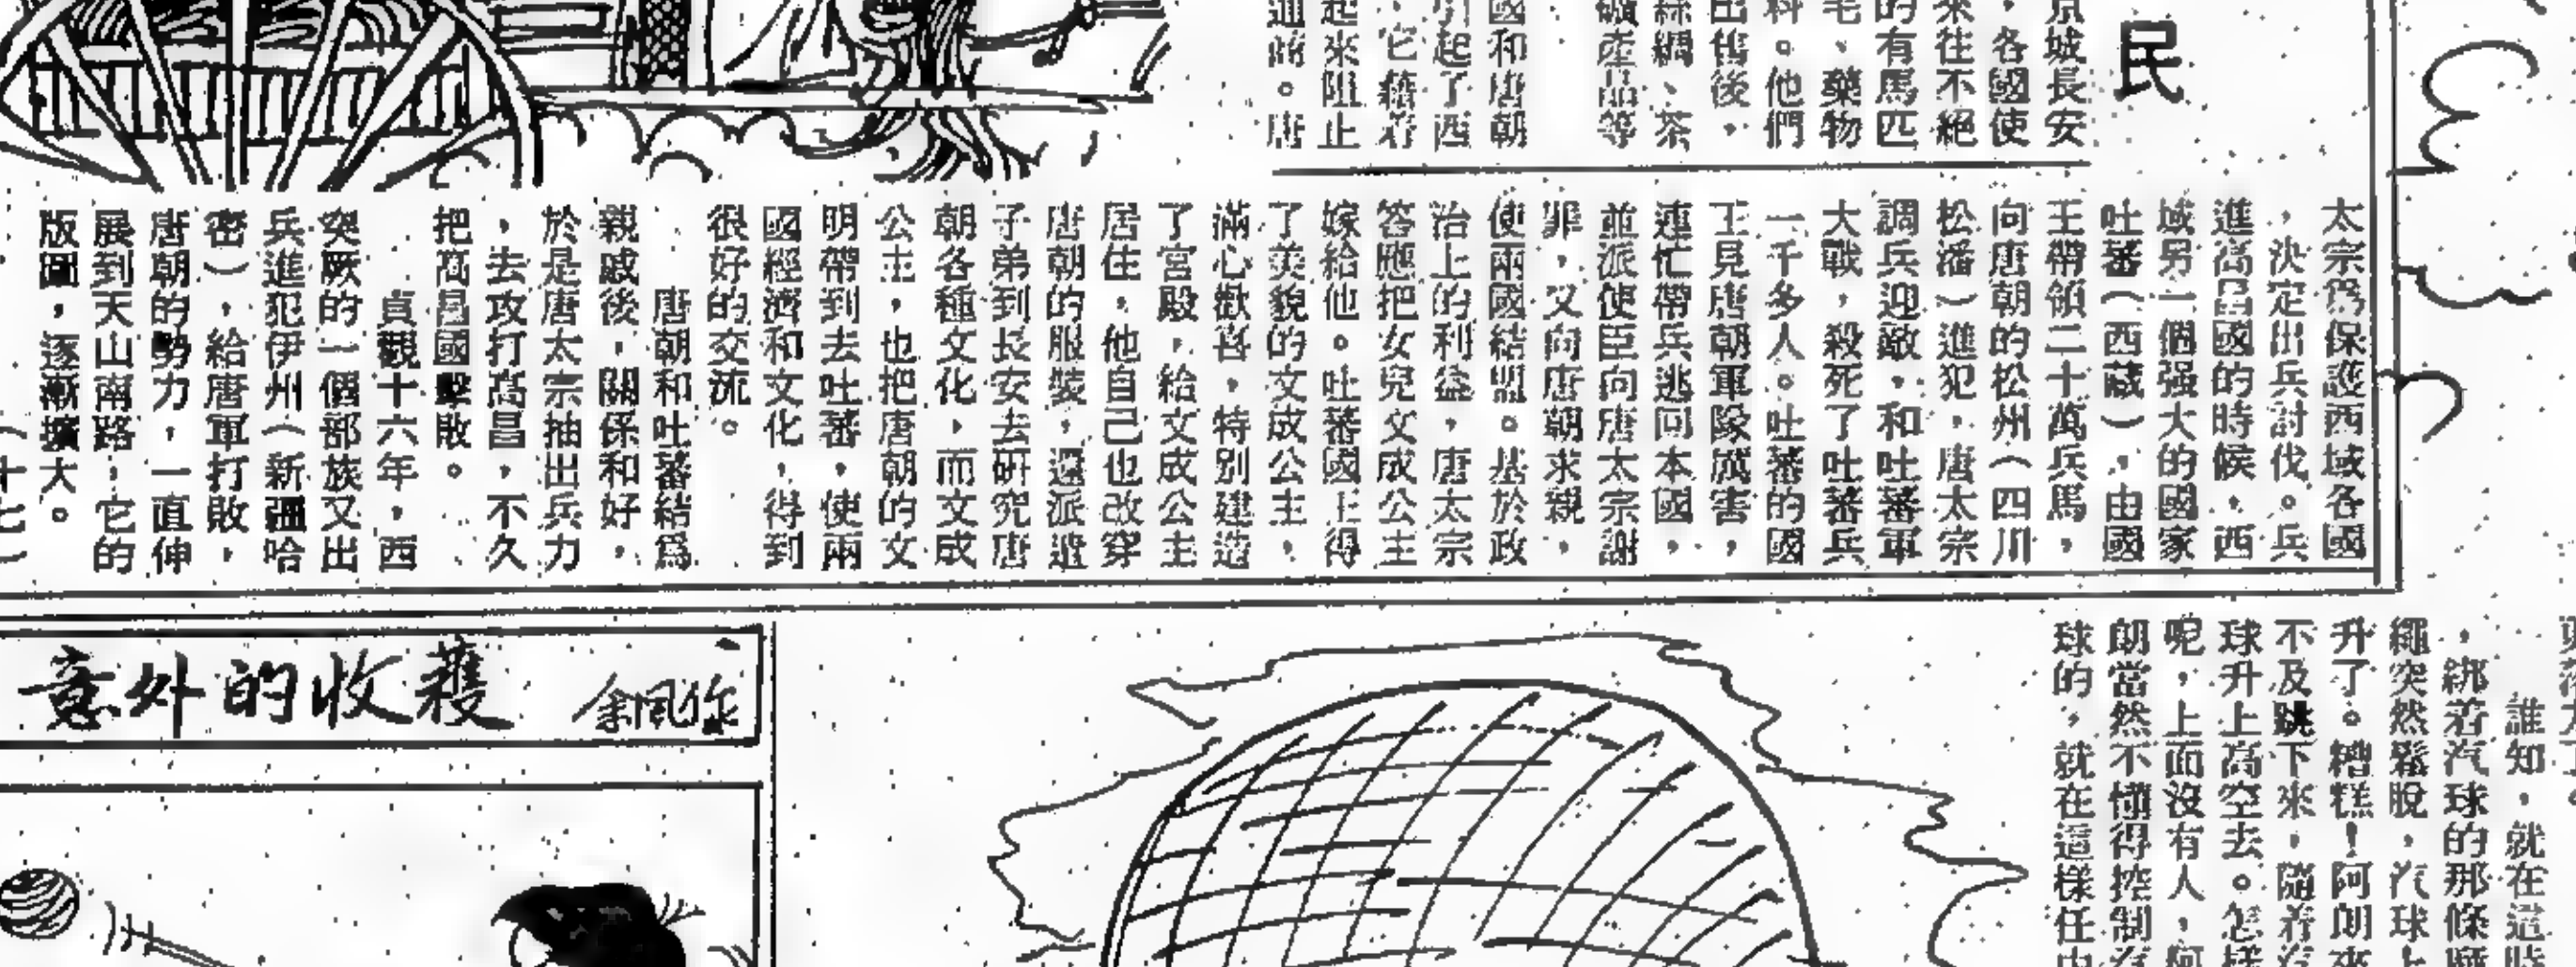 民
京城長安
，各國使
來往不絕
的有馬匹
毛、藥物
料。他們
出售後，
絲綢、茶
礦產品等
國和唐朝
引起了西
，它藉着
起來阻止
通商。唐
太宗爲保護西域各國
，決定出兵討伐。兵
進高昌國的時候，西
域另一個强大的國家
吐蕃（西藏），由國
王帶領二十萬兵馬，
向唐朝的松州（四川
松潘）進犯，唐太宗
調兵迎敵，和吐蕃軍
大戰，殺死了吐蕃兵
一千多人。吐蕃的國
王見唐朝軍隊厲害，
連忙帶兵逃回本國，
並派使臣向唐太宗謝
罪，又向唐朝求親，
使兩國結盟。基於政
治上的利益，唐太宗
答應把女兒文成公主
嫁給他。吐蕃國王得
了美貌的文成公主，
滿心歡喜，特別建造
了宮殿，給文成公主
居住，他自己也改穿
唐朝的服裝，還派遣
子弟到長安去研究唐
朝各種文化，而文成
公主，也把唐朝的文
明帶到去吐蕃，使兩
國經濟和文化，得到
很好的交流。
唐朝和吐蕃結爲
親戚後，關係和好，
於是唐太宗抽出兵力
，去攻打高昌，不久
把高昌國擊敗。
貞觀十六年，西
突厥的一個部族又出
兵進犯伊州（新疆哈
密），給唐軍打敗，
唐朝的勢力，一直伸
展到天山南路，它的
版圖，逐漸擴大。
（十七）
誰知，就在這時
，綁着汽球的那條
繩突然鬆脫，汽球上
升了。糟糕！阿朗來
不及跳下來，隨着汽
球升上高空去。怎樣
呢，上面沒有人，阿
朗當然不懂得控制汽
球的，就在這樣任由
意外的收穫 余風作